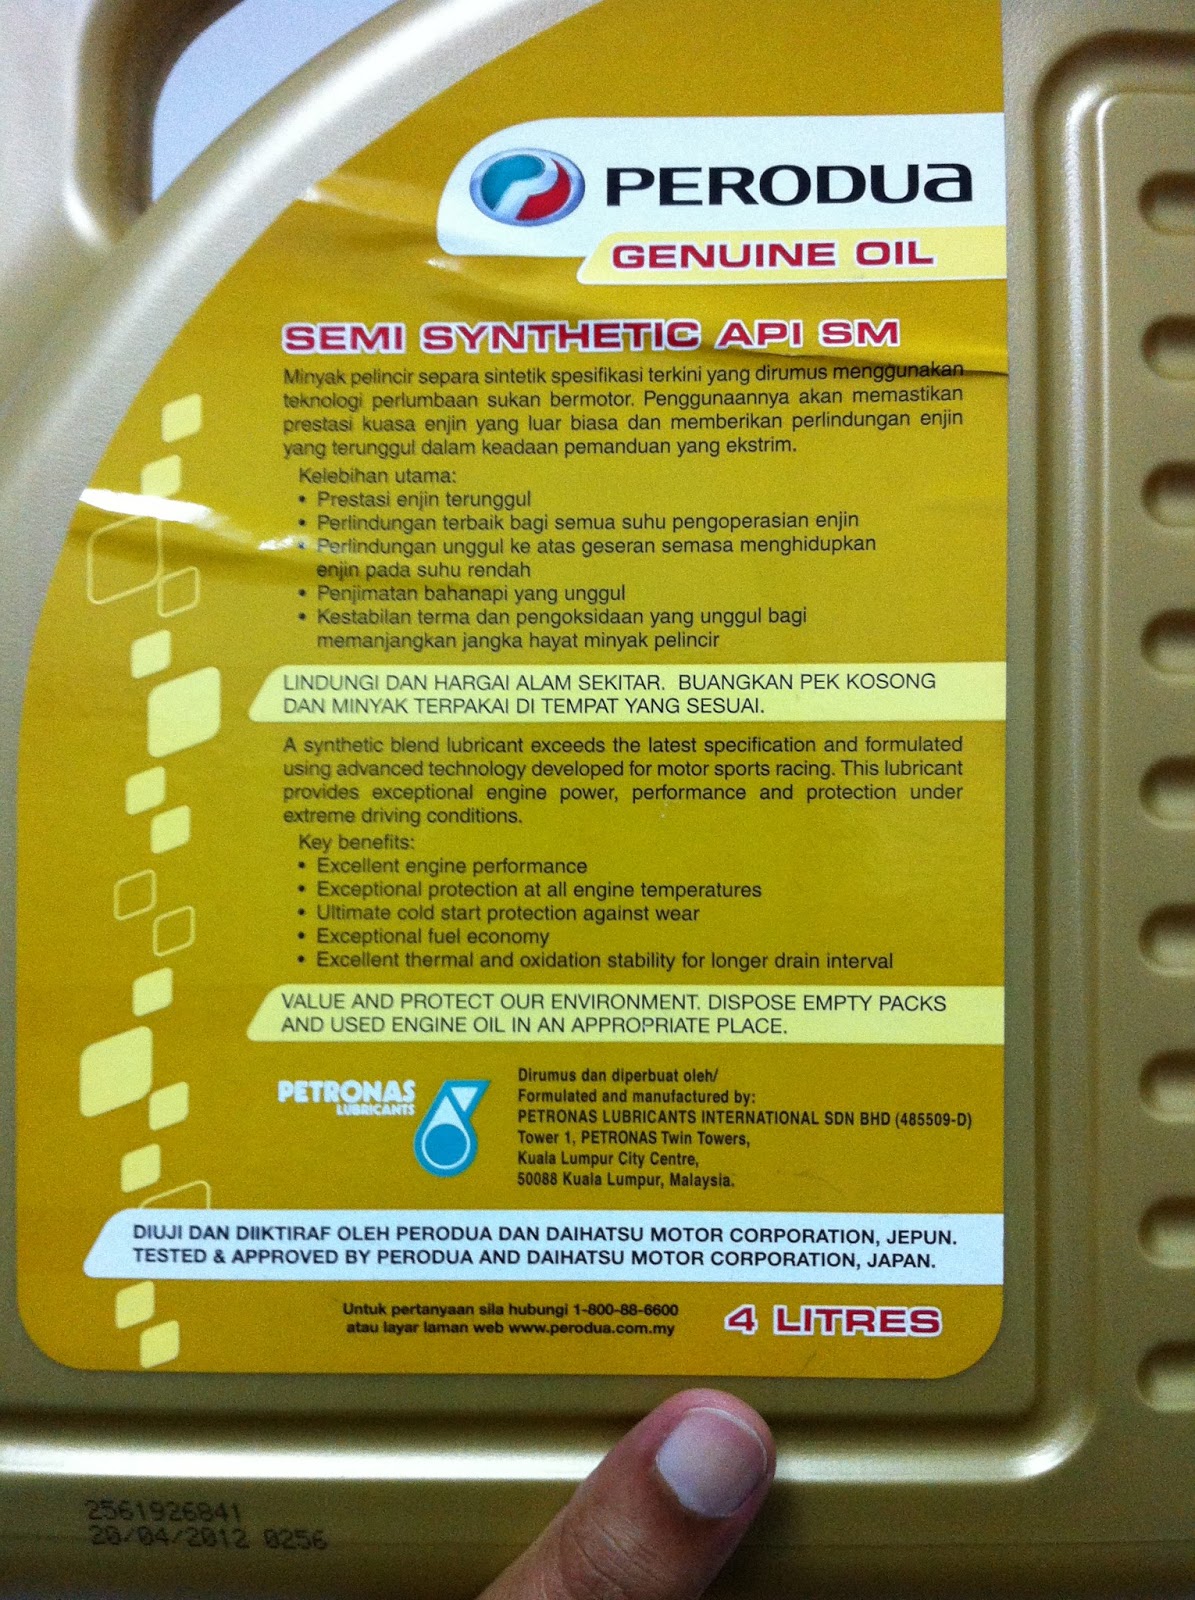 PERODUA
GENUINE OIL
SEMI SYNTHETIC API SM
Minyak pelincir separa sintetik spesifikasi terkini yang dirumus menggunakan
teknologi perlumbaan sukan bermotor. Penggunaannya akan memastikan
prestasi kuasa enjin yang luar biasa dan memberikan perlindungan enjin
yang terunggul dalam keadaan pemanduan yang ekstrim.
Kelebihan utama:
• Prestasi enjin terunggul
• Perlindungan terbaik bagi semua suhu pengoperasian enjin
• Perlindungan unggul ke atas geseran semasa menghidupkan
enjin pada suhu rendah
• Penjimatan bahanapi yang unggul
• Kestabilan terma dan pengoksidaan yang unggul bagi
memanjangkan jangka hayat minyak pelincir
LINDUNGI DAN HARGAI ALAM SEKITAR. BUANGKAN PEK KOSONG
DAN MINYAK TERPAKAI DI TEMPAT YANG SESUAI.
A synthetic blend lubricant exceeds the latest specification and formulated
using advanced technology developed for motor sports racing. This lubricant
provides exceptional engine power, performance and protection under
extreme driving conditions.
Key benefits:
• Excellent engine performance
• Exceptional protection at all engine temperatures
• Ultimate cold start protection against wear
• Exceptional fuel economy
• Excellent thermal and oxidation stability for longer drain interval
VALUE AND PROTECT OUR ENVIRONMENT. DISPOSE EMPTY PACKS
AND USED ENGINE OIL IN AN APPROPRIATE PLACE.
PETRONAS
LUBRICANTS
Dirumus dan diperbuat oleh/
Formulated and manufactured by:
PETRONAS LUBRICANTS INTERNATIONAL SDN BHD (485509-D)
Tower 1, PETRONAS Twin Towers,
Kuala Lumpur City Centre,
50088 Kuala Lumpur, Malaysia.
DIUJI DAN DIIKTIRAF OLEH PERODUA DAN DAIHATSU MOTOR CORPORATION, JEPUN.
TESTED & APPROVED BY PERODUA AND DAIHATSU MOTOR CORPORATION, JAPAN.
Untuk pertanyaan sila hubungi 1-800-88-6600
atau layar laman web www.perodua.com.my
4 LITRES
2561926841
20/04/2012 0256